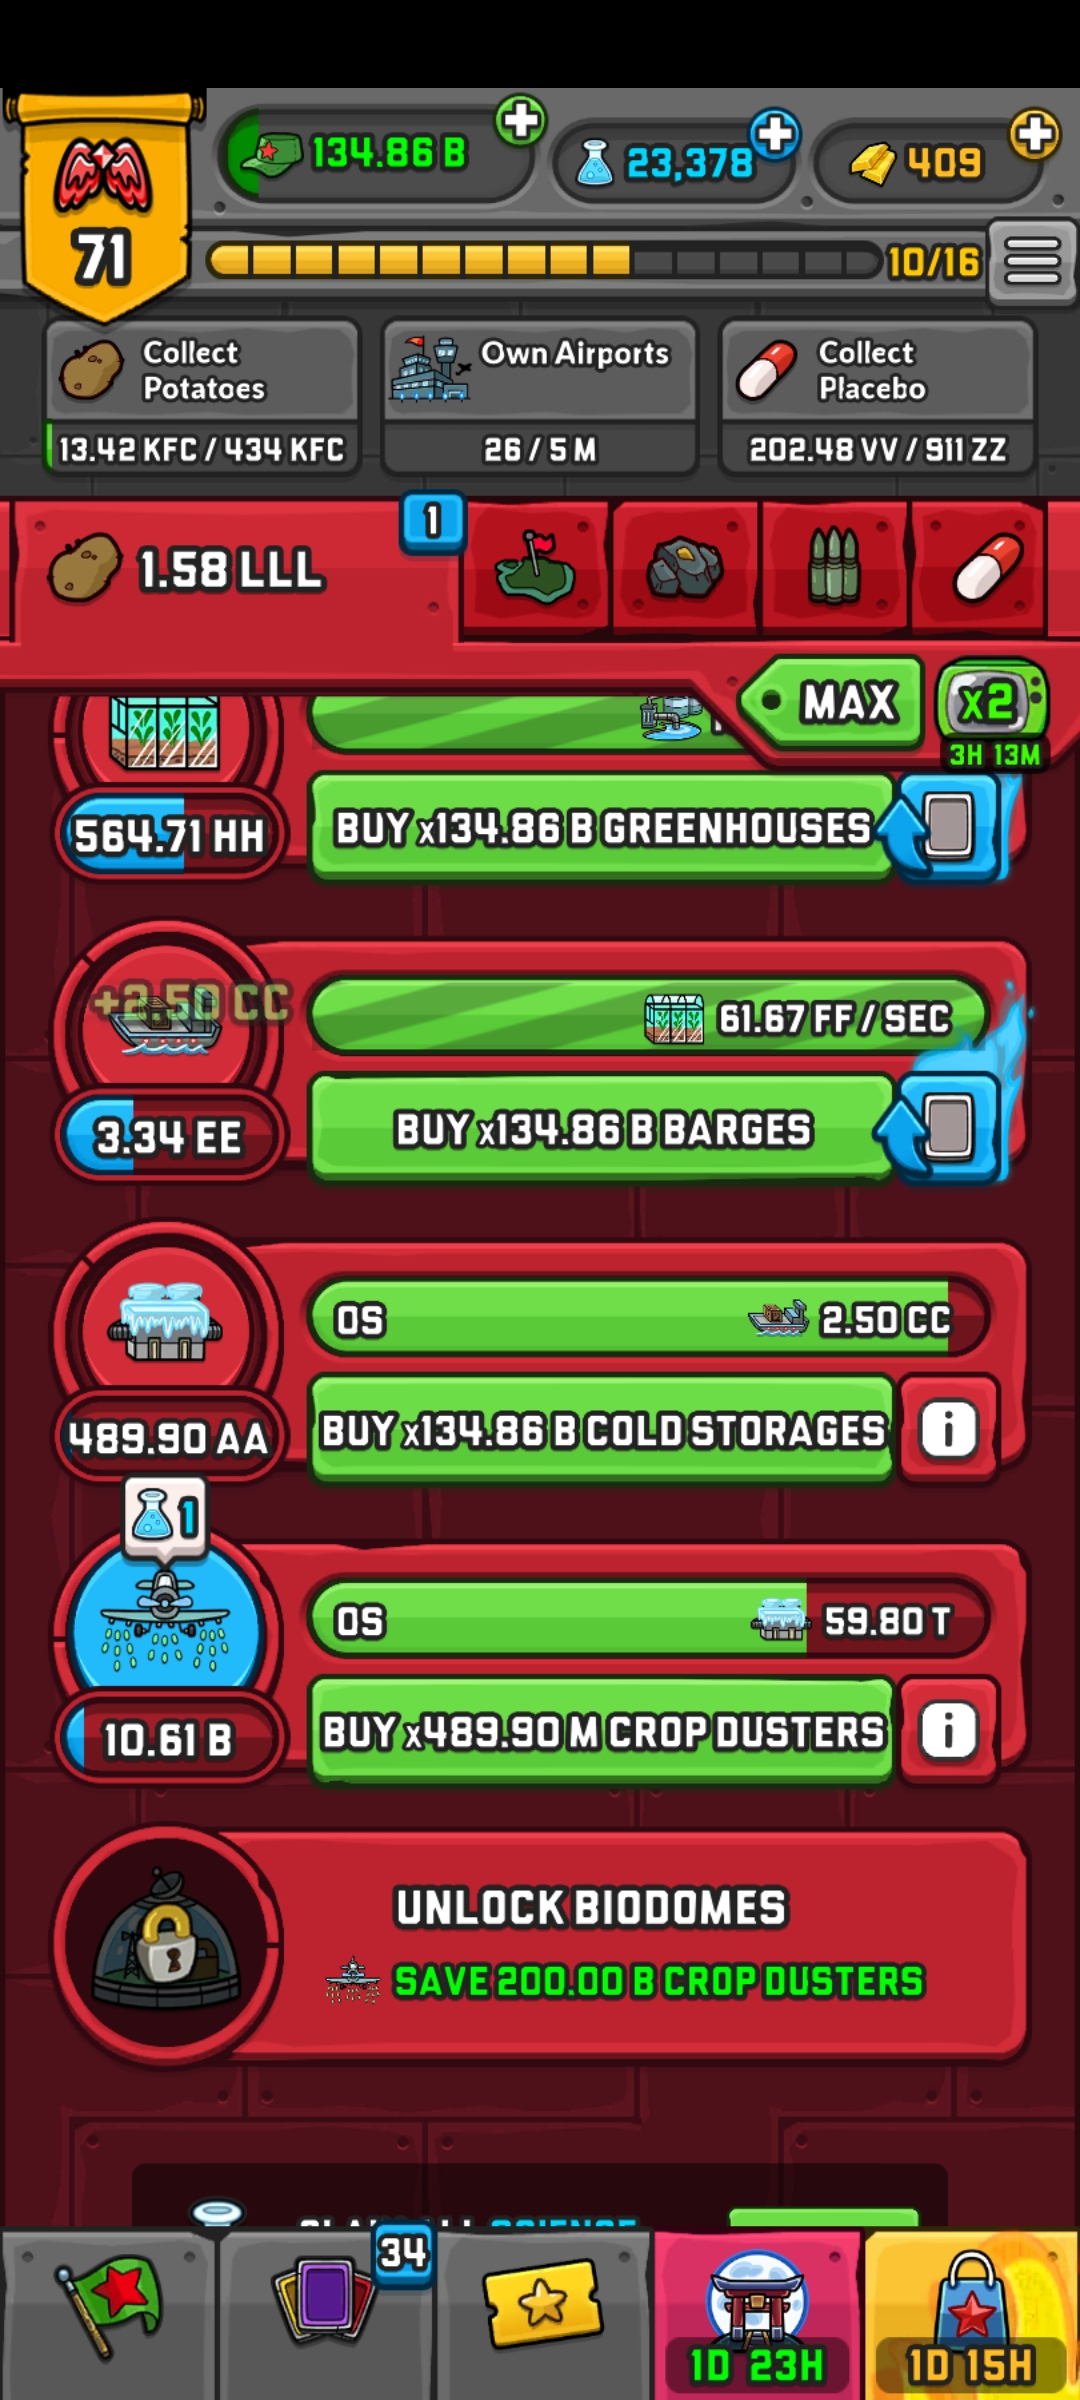 134.86 B
23,378
409
71
10/16
Collect
Potatoes
13.42 KFC / 434 KFC
Own Airports
26 / 5 M
Collect
Placebo
202.48 VV / 911 ZZ
1.58 LLL
1
MAX
x2
3H 13M
564.71 HH
BUY x134.86 B GREENHOUSES
+2.50 CC
61.67 FF / SEC
3.34 EE
BUY x134.86 B BARGES
0S
2.50 CC
489.90 AA
BUY x134.86 B COLD STORAGES
i
1
0S
59.80 T
10.61 B
BUY x489.90 M CROP DUSTERS
i
UNLOCK BIODOMES
SAVE 200.00 B CROP DUSTERS
34
1D 23H
1D 15H